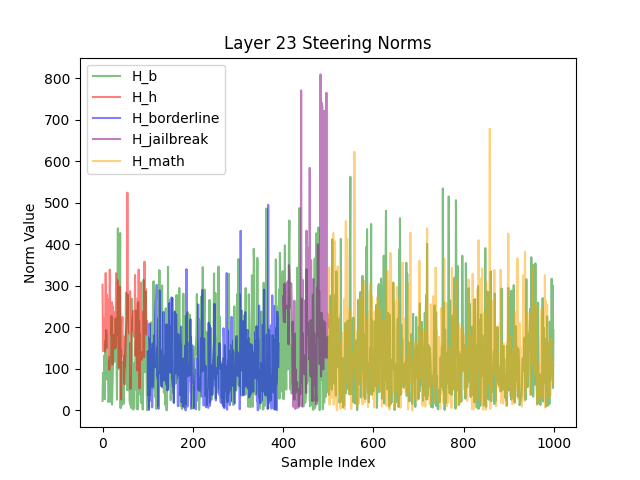 Layer 23 Steering Norms
H_b
H_h
H_borderline
H_jailbreak
H_math
Norm Value
800
700
600
500
400
300
200
100
0
0 200 400 600 800 1000
Sample Index